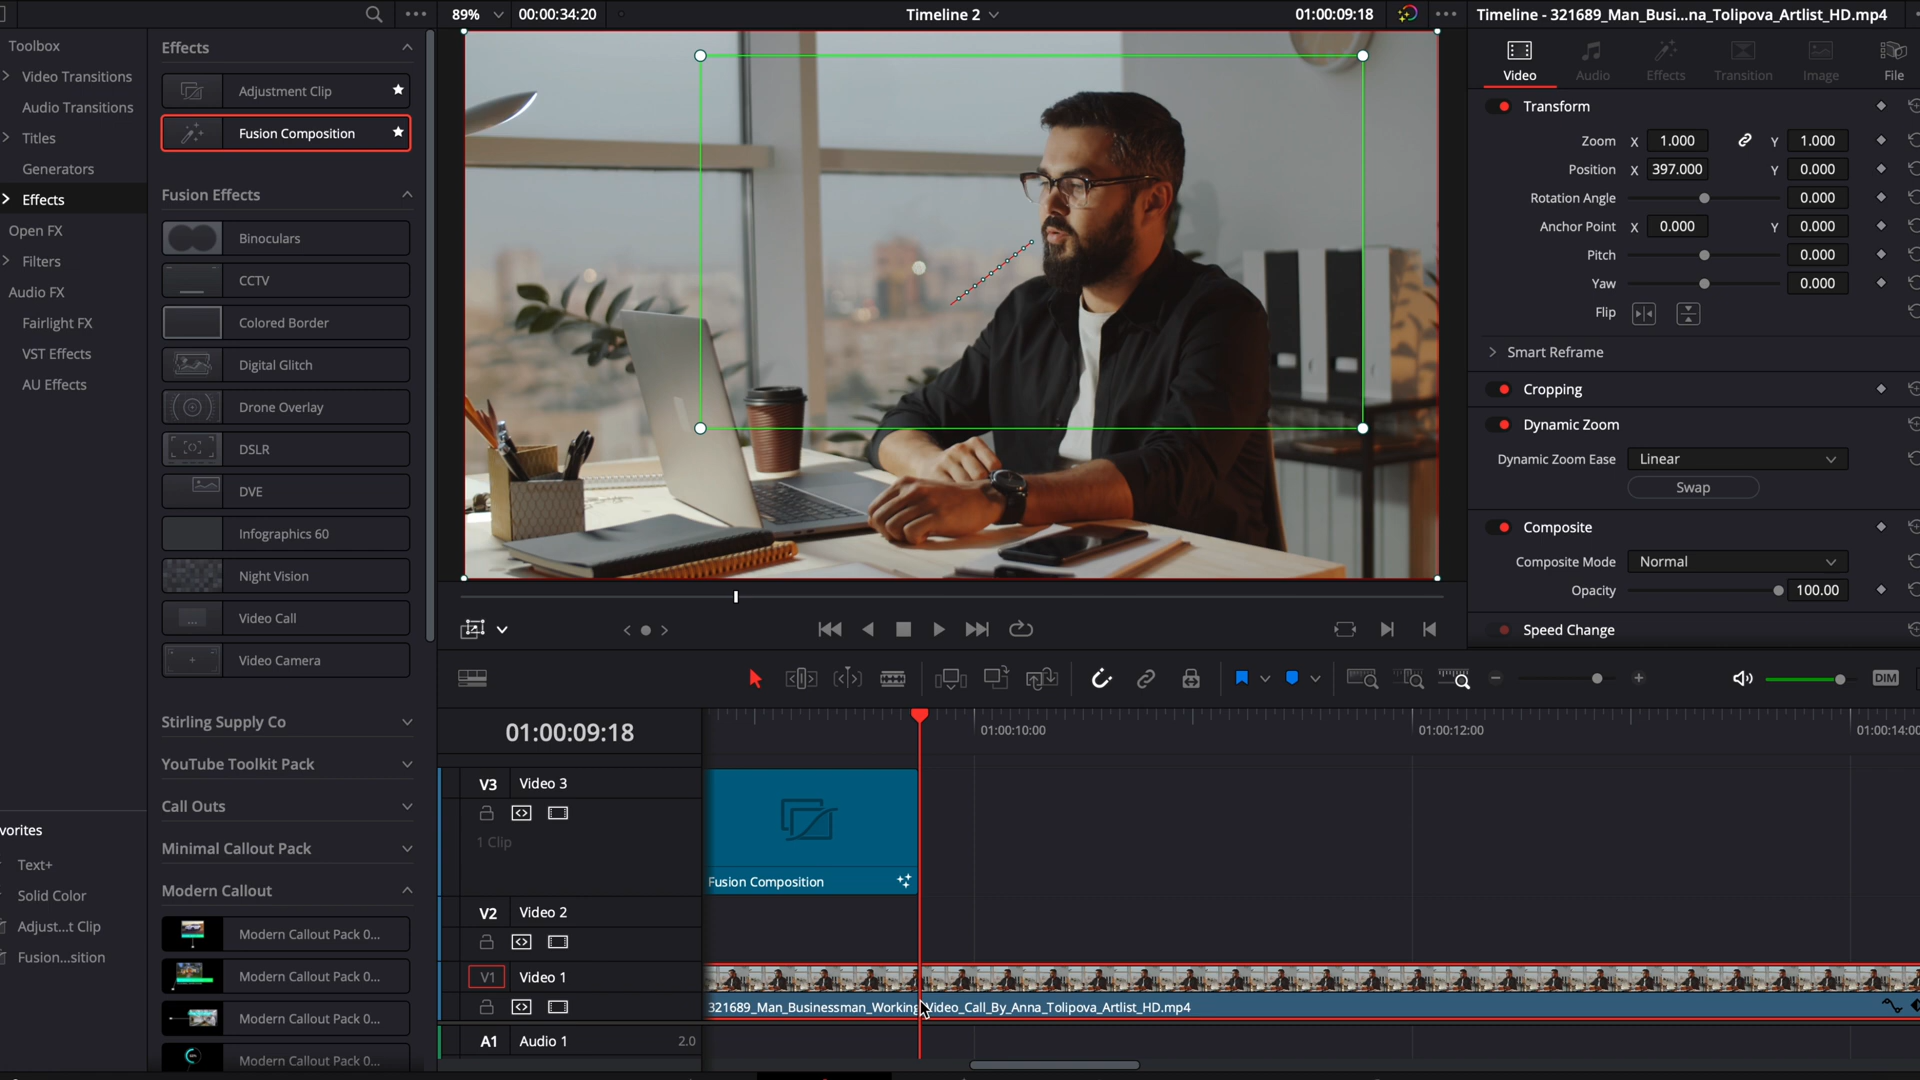 89%
00:00:34:20
Timeline 2
01:00:09:18
Timeline - 321689_Man_Busi...na_Tolipova_Artlist_HD.mp4
Toolbox
Video Transitions
Audio Transitions
Titles
Generators
Effects
Open FX
Filters
Audio FX
Fairlight FX
VST Effects
AU Effects
vorites
Text+
Solid Color
Adjust...t Clip
Fusion...sition
Effects
Adjustment Clip
Fusion Composition
Fusion Effects
Binoculars
CCTV
Colored Border
Digital Glitch
Drone Overlay
DSLR
DVE
Infographics 60
Night Vision
Video Call
Video Camera
Stirling Supply Co
YouTube Toolkit Pack
Call Outs
Minimal Callout Pack
Modern Callout
Modern Callout Pack 0...
Modern Callout Pack 0...
Modern Callout Pack 0...
Modern Callout Pack 0...
Video
Audio
Effects
Transition
Image
File
Transform
Zoom X 1.000 Y 1.000
Position X 397.000 Y 0.000
Rotation Angle 0.000
Anchor Point X 0.000 Y 0.000
Pitch 0.000
Yaw 0.000
Flip
Smart Reframe
Cropping
Dynamic Zoom
Dynamic Zoom Ease Linear
Swap
Composite
Composite Mode Normal
Opacity 100.00
Speed Change
DIM
01:00:09:18
01:00:10:00
01:00:12:00
01:00:14:00
V3 Video 3
1 Clip
Fusion Composition
V2 Video 2
V1 Video 1
321689_Man_Businessman_Working_Video_Call_By_Anna_Tolipova_Artlist_HD.mp4
A1 Audio 1 2.0